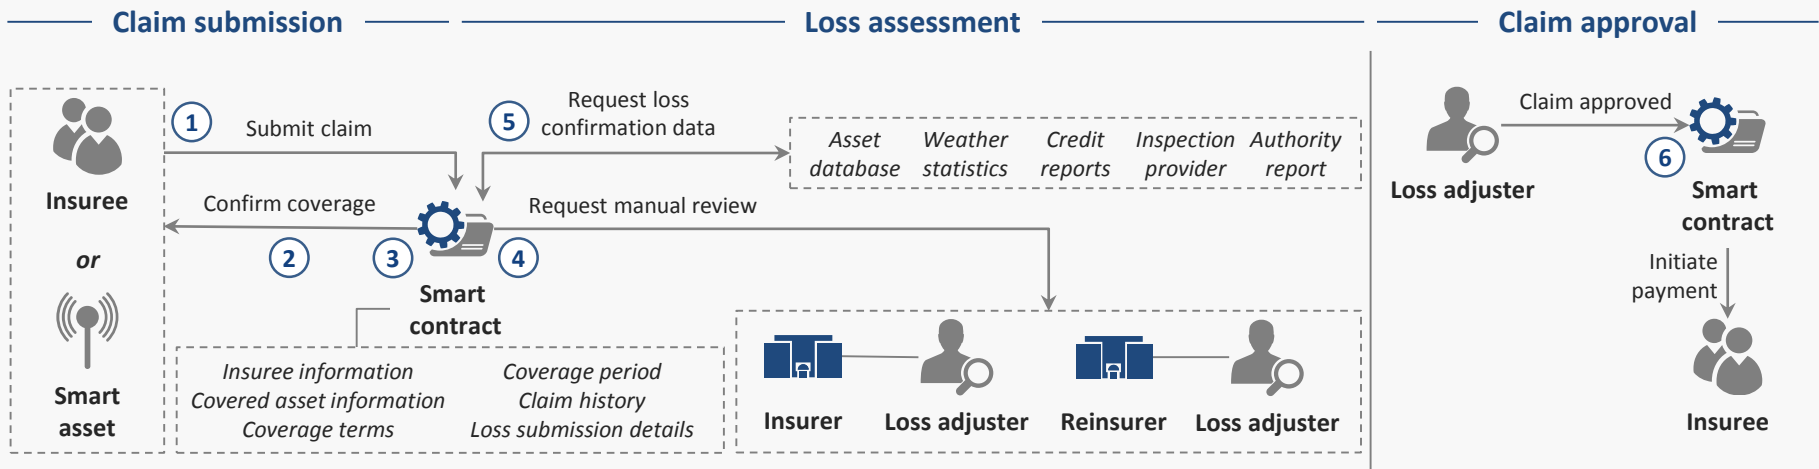 Claim submission
Loss assessment
Claim approval
1
Submit claim
5
Request loss
confirmation data
Asset
database
Weather
statistics
Credit
reports
Inspection
provider
Authority
report
Claim approved
6
Insuree
or
Smart
asset
Confirm coverage
2
3
4
Request manual review
Smart
contract
Insuree information
Covered asset information
Coverage terms
Coverage period
Claim history
Loss submission details
Insurer
Loss adjuster
Reinsurer
Loss adjuster
Loss adjuster
Smart
contract
Initiate
payment
Insuree